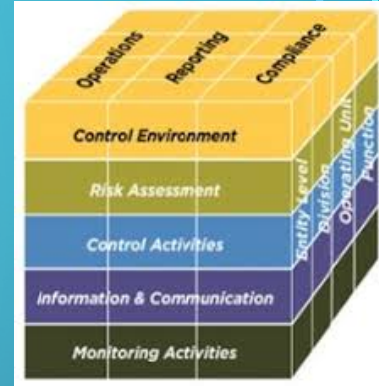 Operations
Reporting
Compliance
Control Environment
Risk Assessment
Control Activities
Information & Communication
Monitoring Activities
Entity Level
Division
Operating Unit
Function